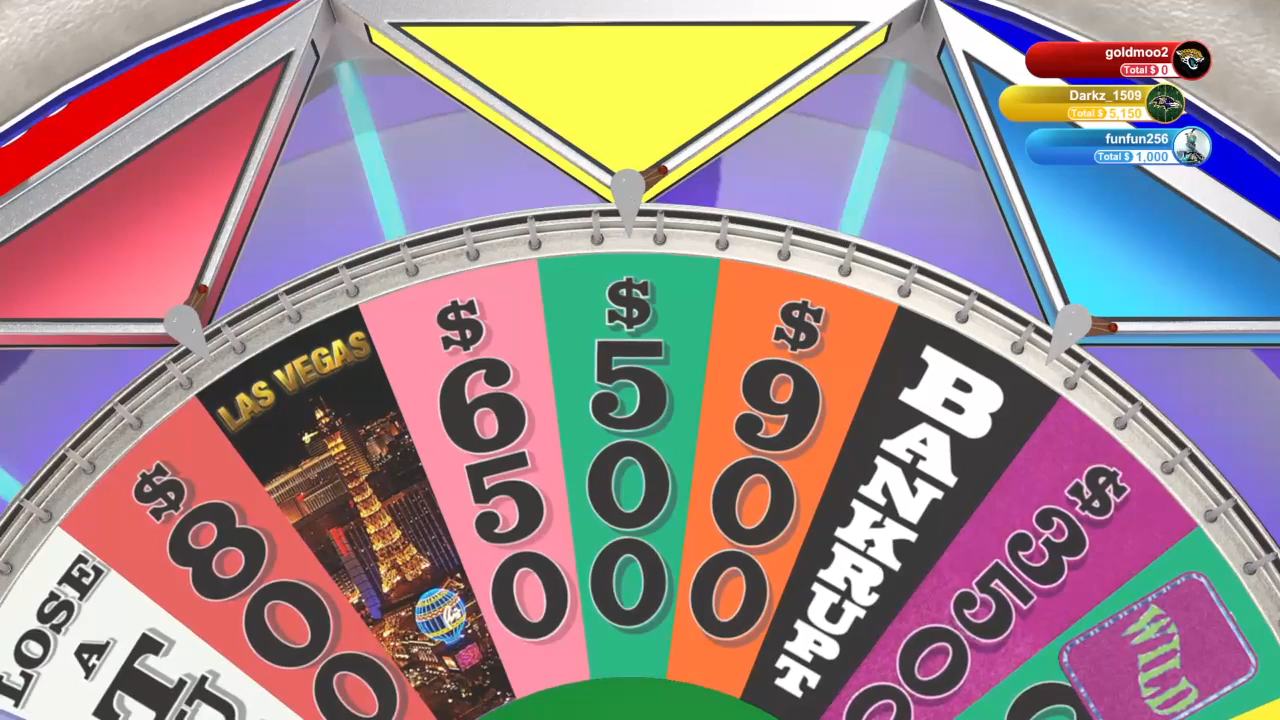 goldmoo2
Total $ 0
Darkz_1509
Total $ 5,150
funfun256
Total $ 1,000
LOSE
A
$800
LAS VEGAS
$650
$500
$900
BANKRUPT
$3500
WILD